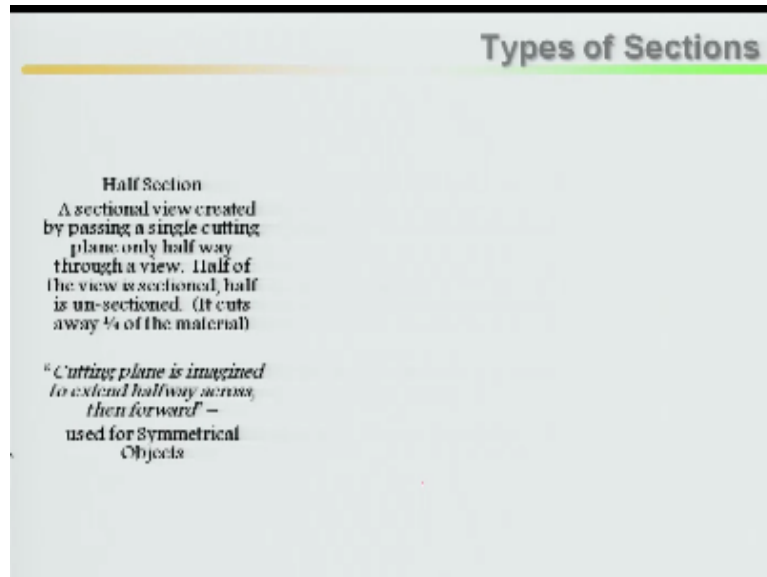 Types of Sections
Half Section
A sectional view created
by passing a single cutting
plane only half way
through a view. Half of
the view is sectioned, half
is un-sectioned. (It cuts
away ¼ of the material)
"Cutting plane is imagined
to extend halfway across,
then forward" –
used for Symmetrical
Objects